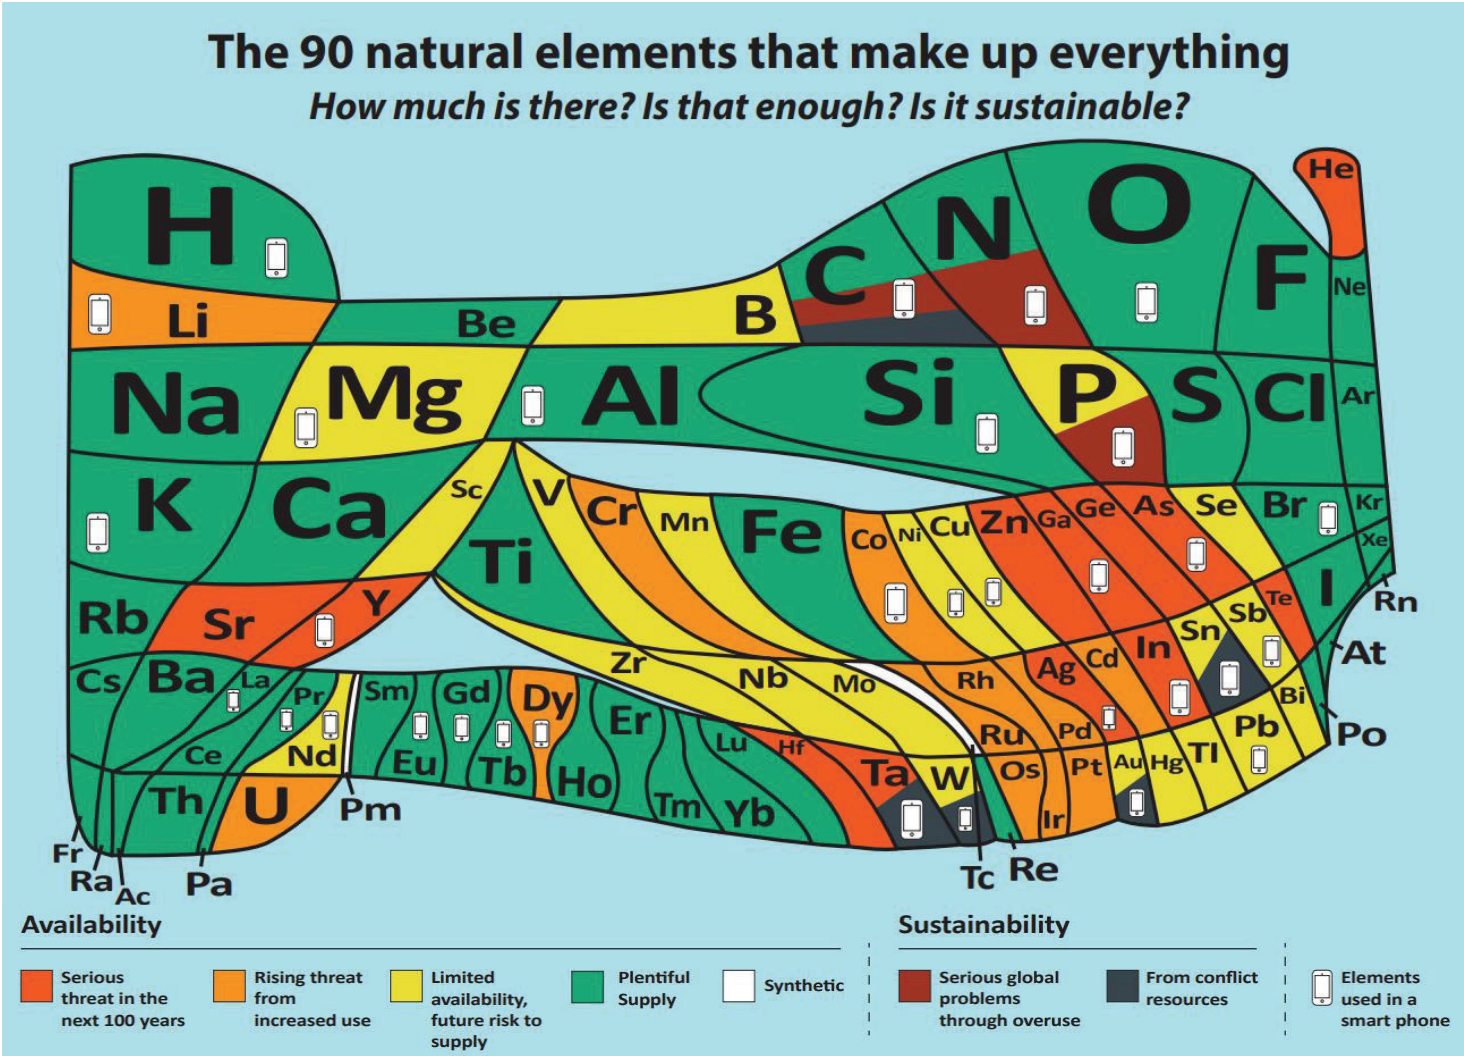 The 90 natural elements that make up everything
How much is there? Is that enough? Is it sustainable?
H
He
Li
Be
B
C
N
O
F
Ne
Na
Mg
Al
Si
P
S
Cl
Ar
K
Ca
Sc
Ti
V
Cr
Mn
Fe
Co
Ni
Cu
Zn
Ga
Ge
As
Se
Br
Kr
Rb
Sr
Y
Zr
Nb
Mo
Rh
Ru
Ag
Pd
Cd
In
Sn
Sb
Te
I
Xe
Rn
At
Po
Cs
Ba
La
Ce
Pr
Nd
Pm
Sm
Eu
Gd
Tb
Dy
Ho
Er
Tm
Yb
Lu
Hf
Ta
W
Tc
Re
Os
Ir
Pt
Au
Hg
Tl
Pb
Bi
Fr
Ra
Ac
Th
Pa
U
Availability
Serious
threat in the
next 100 years
Rising threat
from
increased use
Limited
availability,
future risk to
supply
Plentiful
Supply
Synthetic
Sustainability
Serious global
problems
through overuse
From conflict
resources
Elements
used in a
smart phone